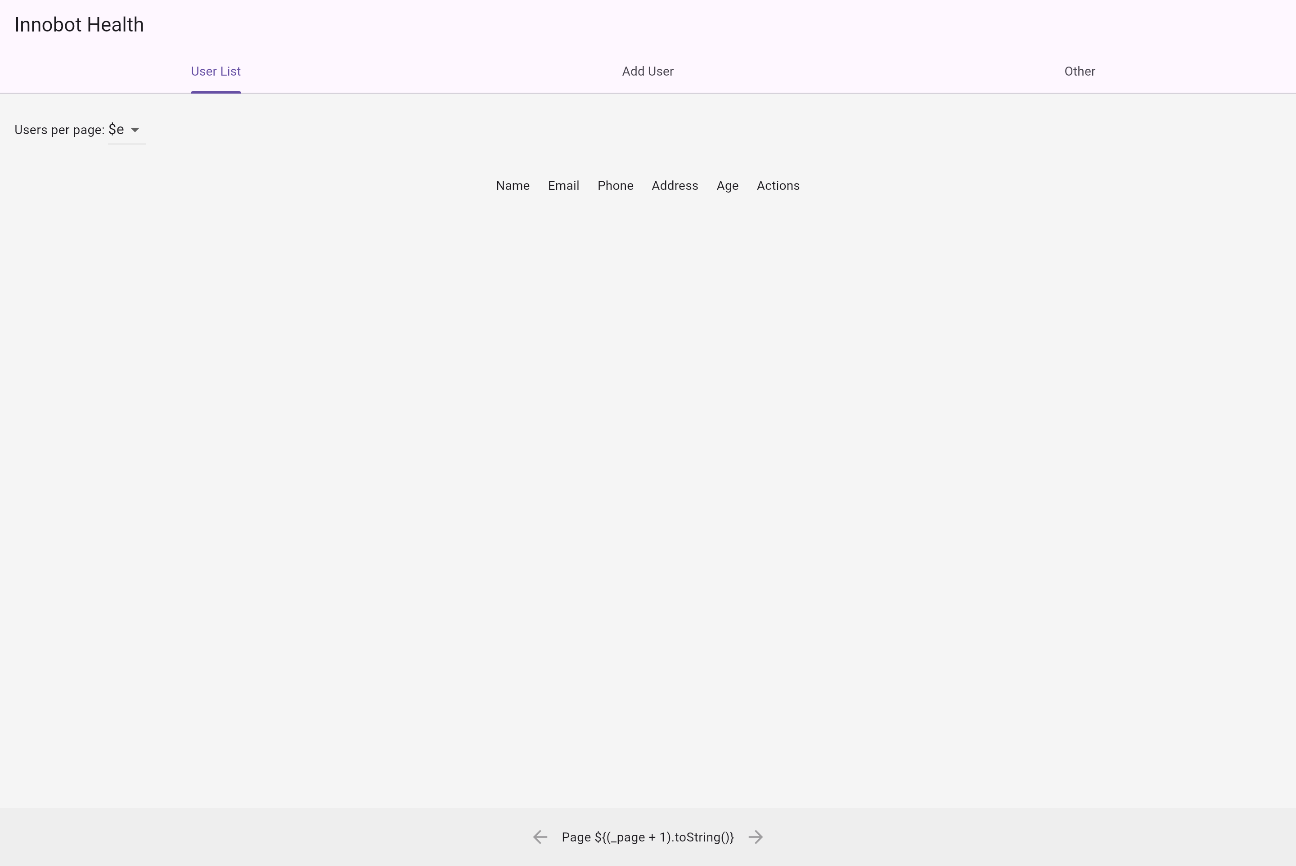 Innobot Health
User List Add User Other
Users per page: $e
Name Email Phone Address Age Actions
Page ${(_page + 1).toString()}